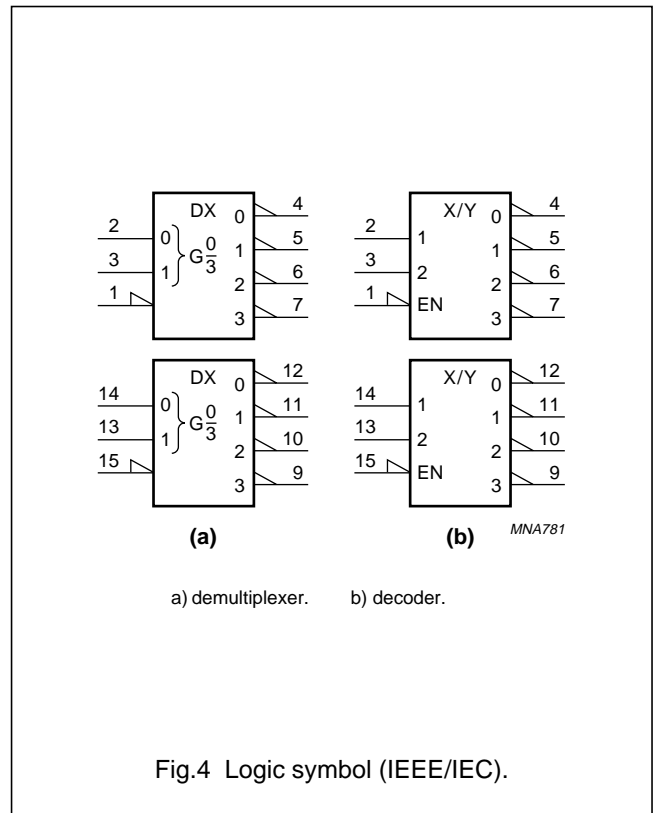 DX
2 0 G 0/3 0 4
3 1 1 5
1 2 6
3 7
X/Y
2 1 0 4
3 2 1 5
1 EN 2 6
3 7
DX
14 0 G 0/3 0 12
13 1 1 11
15 2 10
3 9
X/Y
14 1 0 12
13 2 1 11
15 EN 2 10
3 9
(a) (b) MNA781
a) demultiplexer. b) decoder.
Fig.4 Logic symbol (IEEE/IEC).